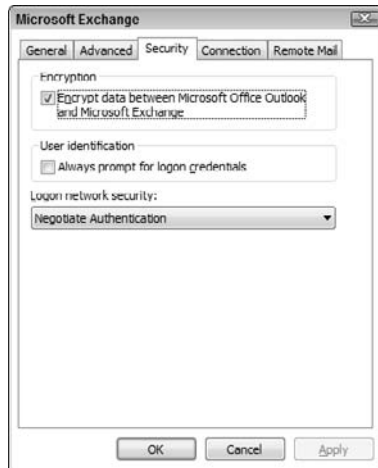 Microsoft Exchange
General Advanced Security Connection Remote Mail
Encryption
Encrypt data between Microsoft Office Outlook
and Microsoft Exchange
User identification
Always prompt for logon credentials
Logon network security:
Negotiate Authentication
OK Cancel Apply